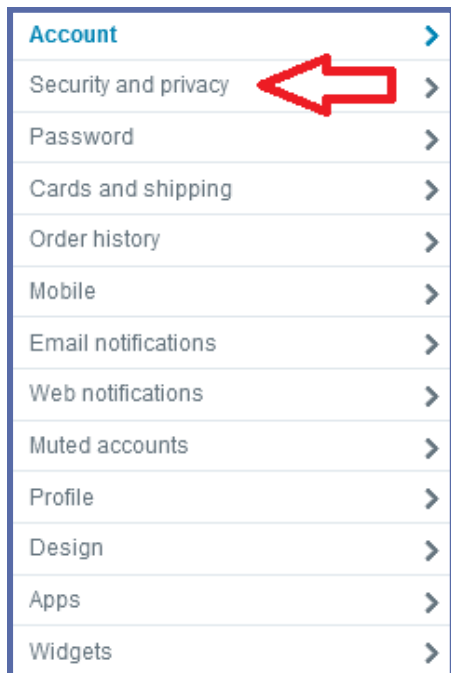 Account
Security and privacy
Password
Cards and shipping
Order history
Mobile
Email notifications
Web notifications
Muted accounts
Profile
Design
Apps
Widgets